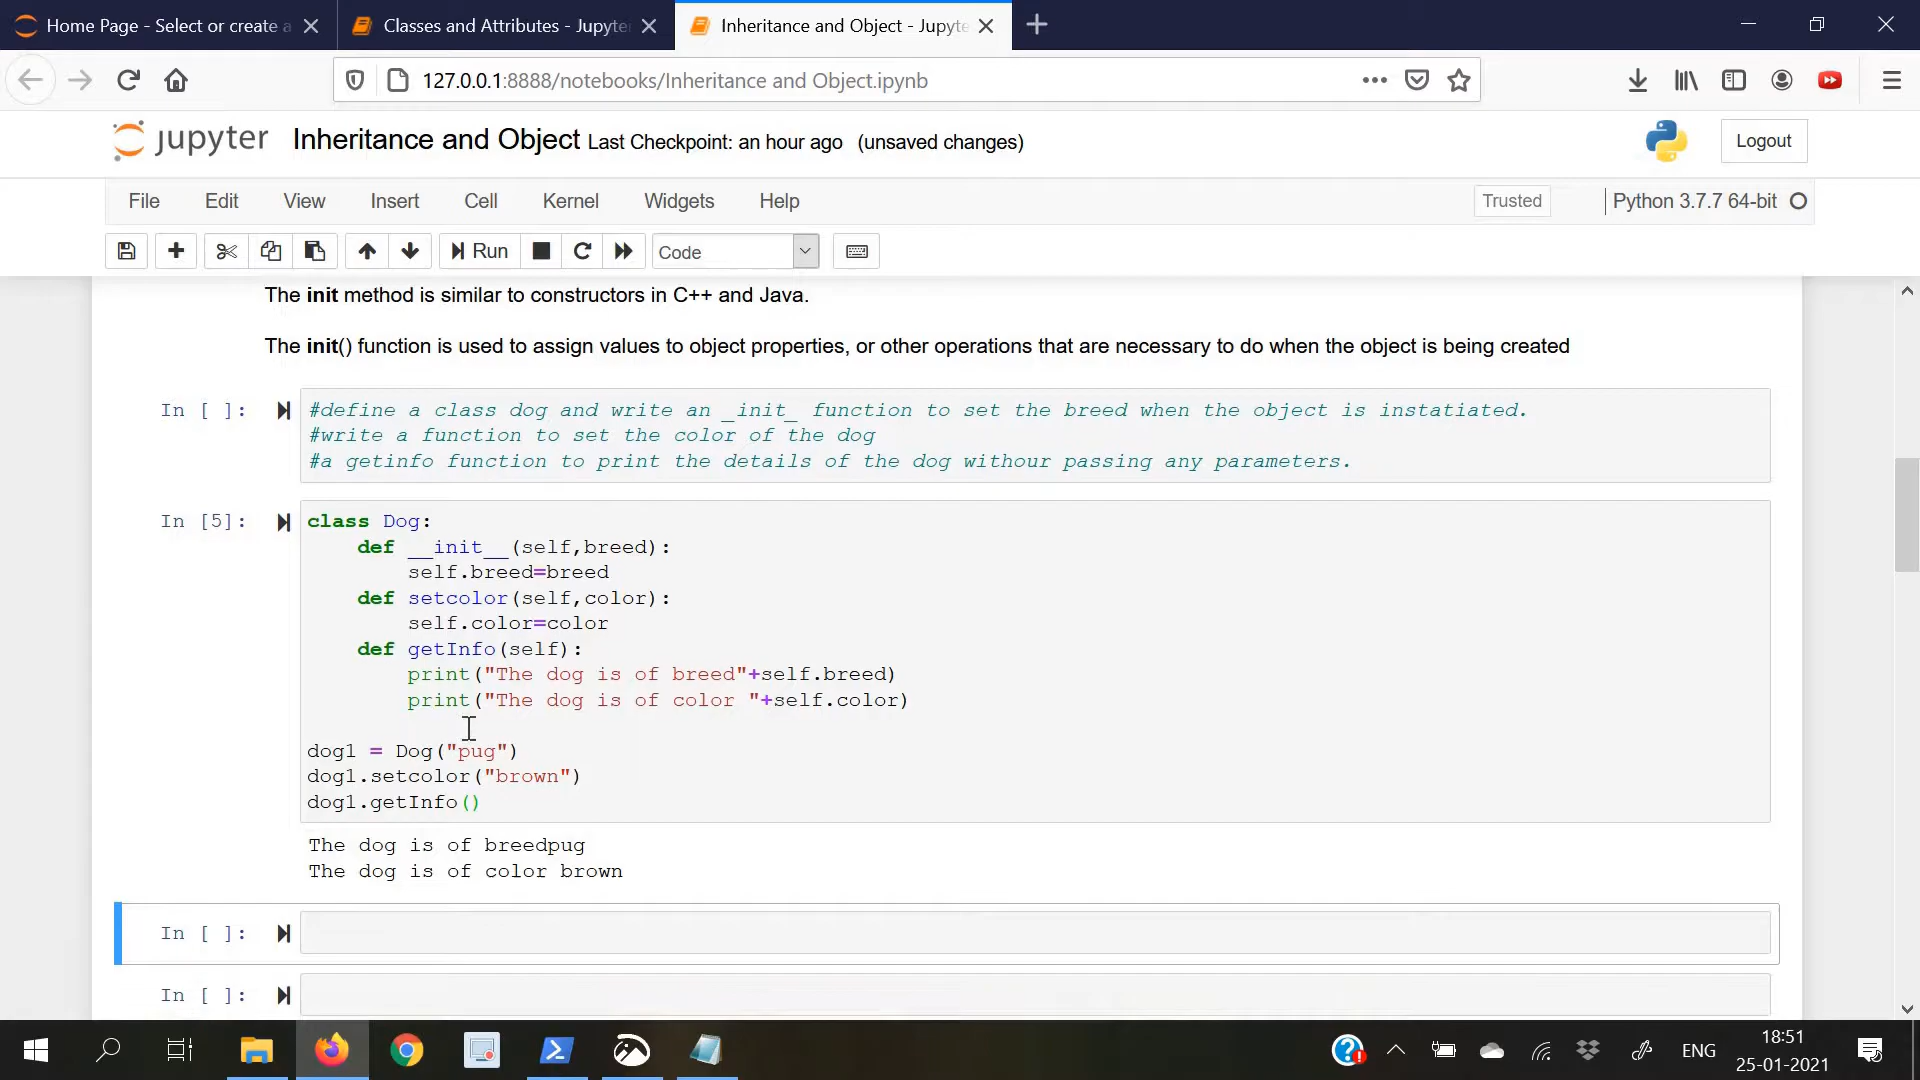 Home Page - Select or create a
Classes and Attributes - Jupyte
Inheritance and Object - Jupyte
127.0.0.1:8888/notebooks/Inheritance and Object.ipynb
jupyter Inheritance and Object Last Checkpoint: an hour ago (unsaved changes)
Logout
File Edit View Insert Cell Kernel Widgets Help
Trusted
Python 3.7.7 64-bit
Run
Code
The init method is similar to constructors in C++ and Java.
The init() function is used to assign values to object properties, or other operations that are necessary to do when the object is being created
In [ ]:
#define a class dog and write an _init_ function to set the breed when the object is instatiated.
#write a function to set the color of the dog
#a getinfo function to print the details of the dog withour passing any parameters.
In [5]:
class Dog:
    def __init__(self,breed):
        self.breed=breed
    def setcolor(self,color):
        self.color=color
    def getInfo(self):
        print("The dog is of breed"+self.breed)
        print("The dog is of color "+self.color)
dog1 = Dog("pug")
dog1.setcolor("brown")
dog1.getInfo()
The dog is of breedpug
The dog is of color brown
In [ ]:
In [ ]:
ENG
18:51
25-01-2021